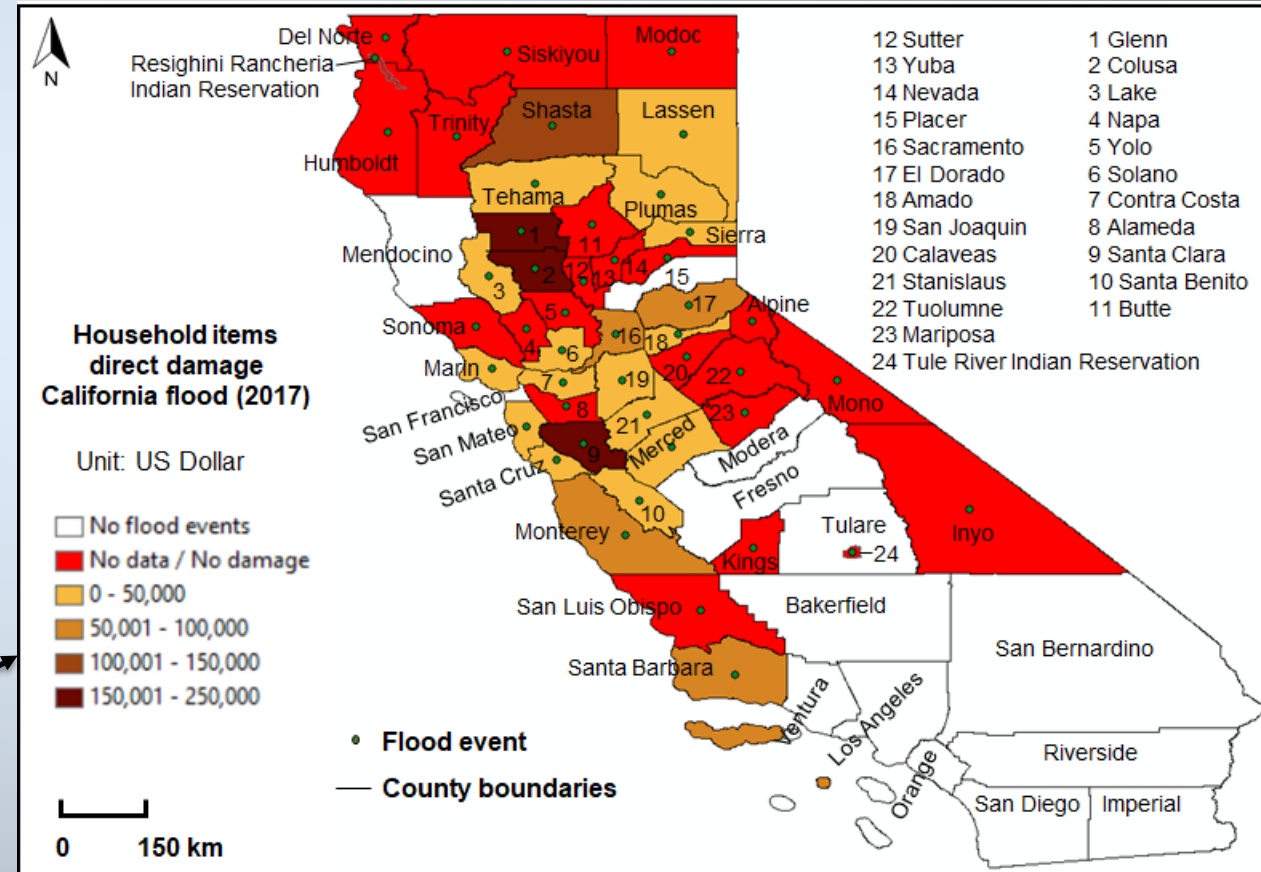 N
Del Norte
Resighini Rancheria
Indian Reservation
Siskiyou
Modoc
Humboldt
Trinity
Shasta
Lassen
Tehama
Plumas
Sierra
Mendocino
1
2
3
11
12
13
14
15
17
Alpine
Sonoma
5
4
6
16
18
Marin
7
19
20
22
Mono
San Francisco
8
21
23
San Mateo
9
Merced
Modera
Santa Cruz
10
Fresno
Monterey
Tulare
24
Kings
Inyo
San Luis Obispo
Bakerfield
San Bernardino
Santa Barbara
Ventura
Los Angeles
Orange
Riverside
San Diego
Imperial
12 Sutter
13 Yuba
14 Nevada
15 Placer
16 Sacramento
17 El Dorado
18 Amado
19 San Joaquin
20 Calaveas
21 Stanislaus
22 Tuolumne
23 Mariposa
24 Tule River Indian Reservation
1 Glenn
2 Colusa
3 Lake
4 Napa
5 Yolo
6 Solano
7 Contra Costa
8 Alameda
9 Santa Clara
10 Santa Benito
11 Butte
Household items
direct damage
California flood (2017)
Unit: US Dollar
No flood events
No data / No damage
0 - 50,000
50,001 - 100,000
100,001 - 150,000
150,001 - 250,000
Flood event
County boundaries
0 150 km